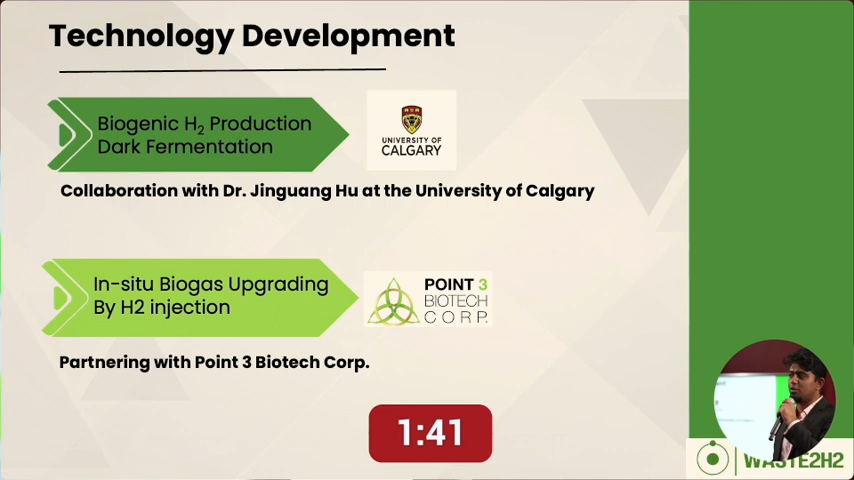 Technology Development
Biogenic H₂ Production
Dark Fermentation
UNIVERSITY OF
CALGARY
Collaboration with Dr. Jinguang Hu at the University of Calgary
In-situ Biogas Upgrading
By H2 injection
POINT 3
BIOTECH
CORP.
Partnering with Point 3 Biotech Corp.
1:41
WASTE2H2